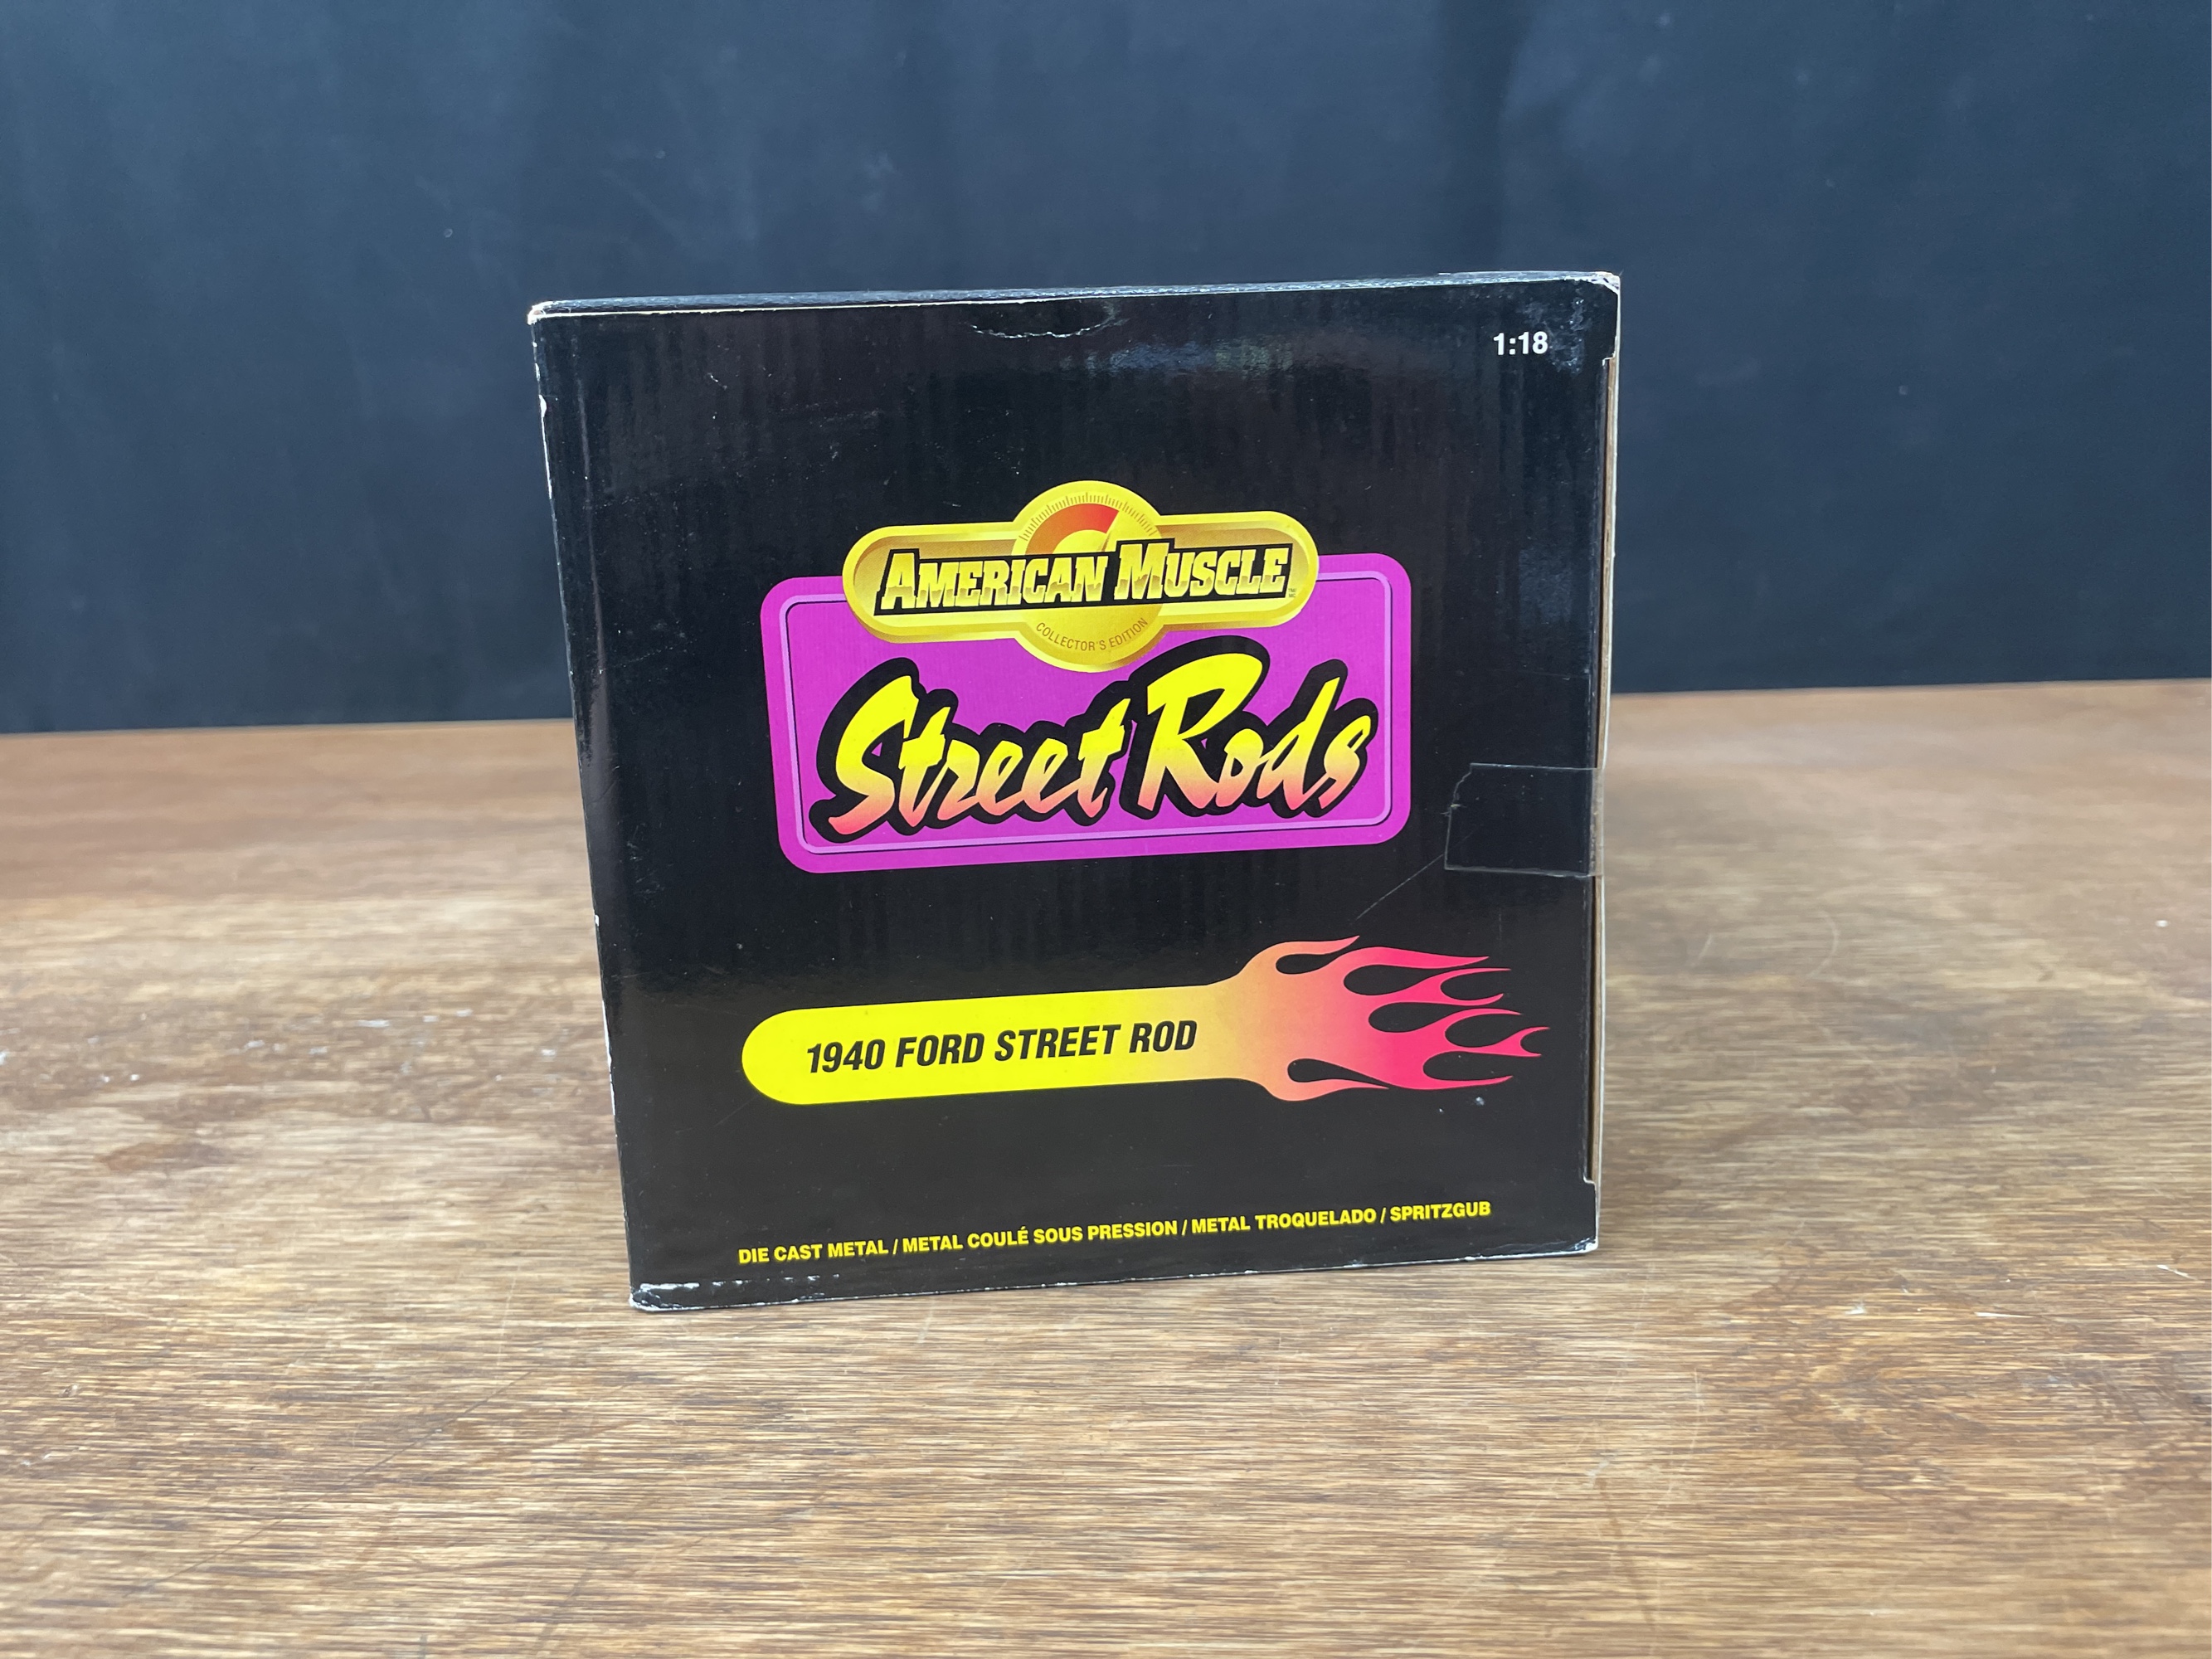 1:18
AMERICAN MUSCLE
COLLECTOR'S EDITION
Street Rods
1940 FORD STREET ROD
DIE CAST METAL / METAL COULÉ SOUS PRESSION / METAL TROQUELADO / SPRITZGUB